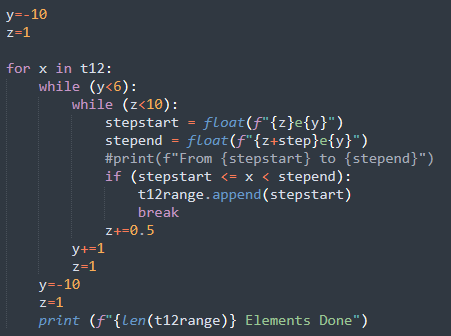 y=-10
z=1

for x in t12:
    while (y<6):
        while (z<10):
            stepstart = float(f"{z}e{y}")
            stepend = float(f"{z+step}e{y}")
            #print(f"From {stepstart} to {stepend}")
            if (stepstart <= x < stepend):
                t12range.append(stepstart)
                break
            z+=0.5
        y+=1
        z=1
    y=-10
    z=1
    print (f"{len(t12range)} Elements Done")